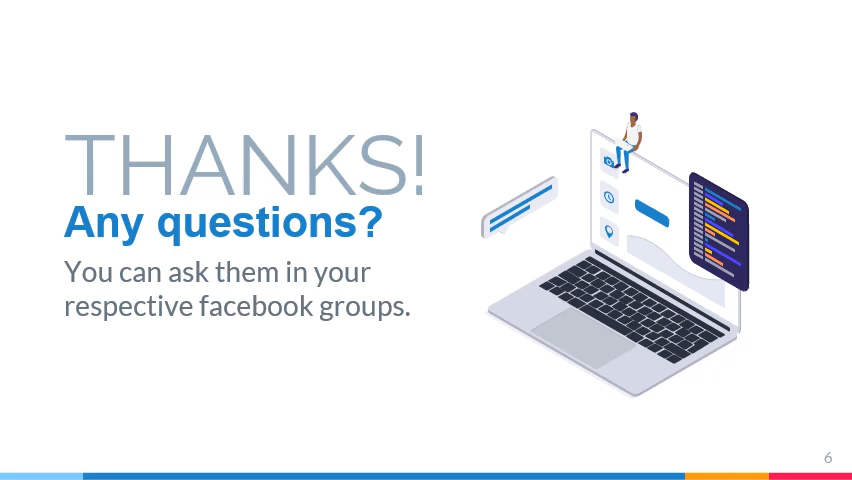 THANKS!
Any questions?
You can ask them in your
respective facebook groups.
6